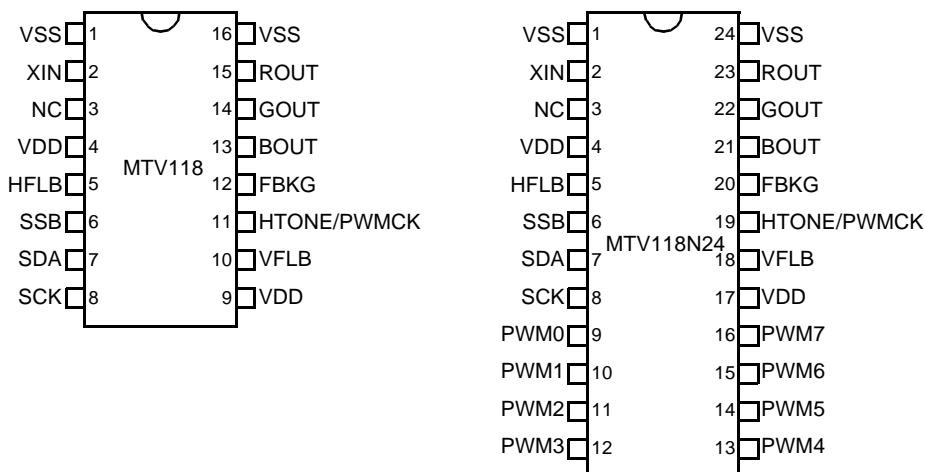 VSS 1 16 VSS
XIN 2 15 ROUT
NC 3 14 GOUT
VDD 4 13 BOUT
MTV118
HFLB 5 12 FBKG
SSB 6 11 HTONE/PWMCK
SDA 7 10 VFLB
SCK 8 9 VDD
VSS 1 24 VSS
XIN 2 23 ROUT
NC 3 22 GOUT
VDD 4 21 BOUT
HFLB 5 20 FBKG
SSB 6 19 HTONE/PWMCK
MTV118N24
SDA 7 18 VFLB
SCK 8 17 VDD
PWM0 9 16 PWM7
PWM1 10 15 PWM6
PWM2 11 14 PWM5
PWM3 12 13 PWM4